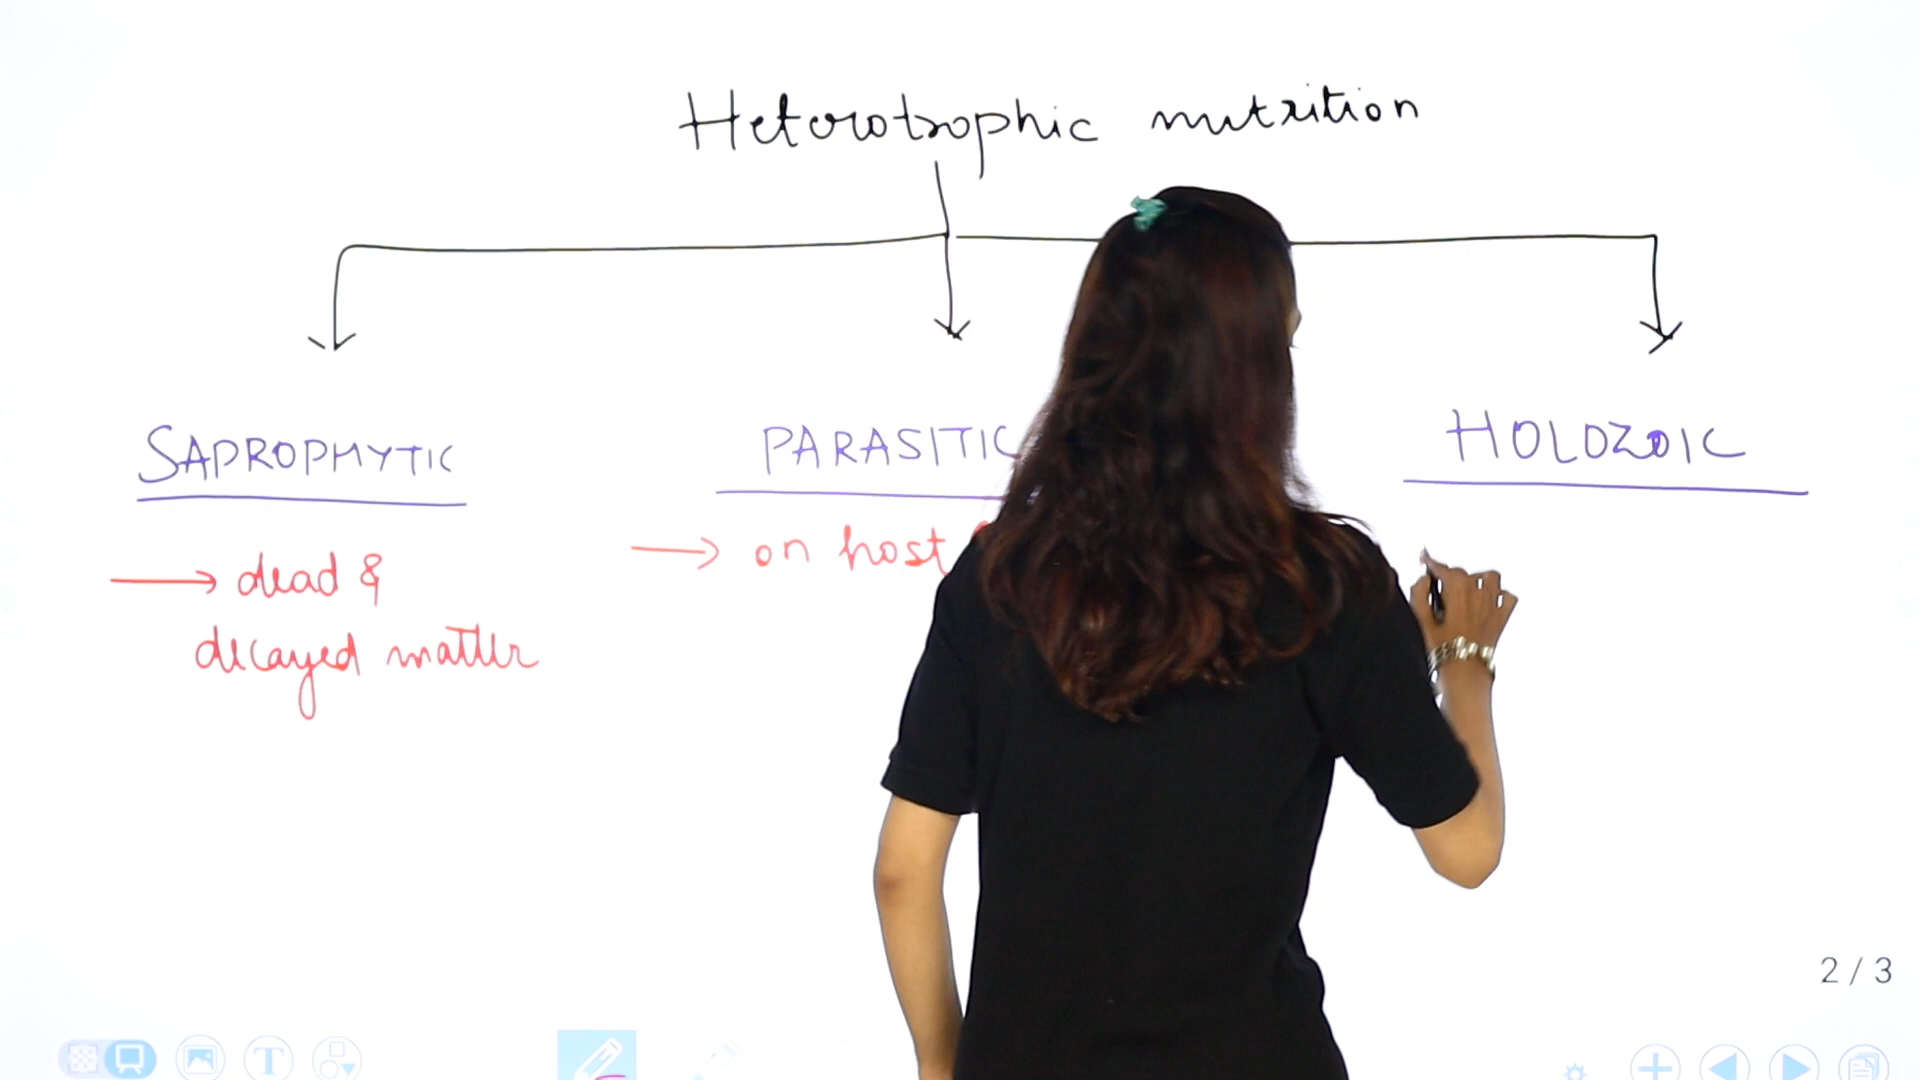 Heterotrophic nutrition
SAPROPHYTIC
PARASITIC
HOLOZOIC
→ dead &
decayed matter
→ on host
2 / 3
T